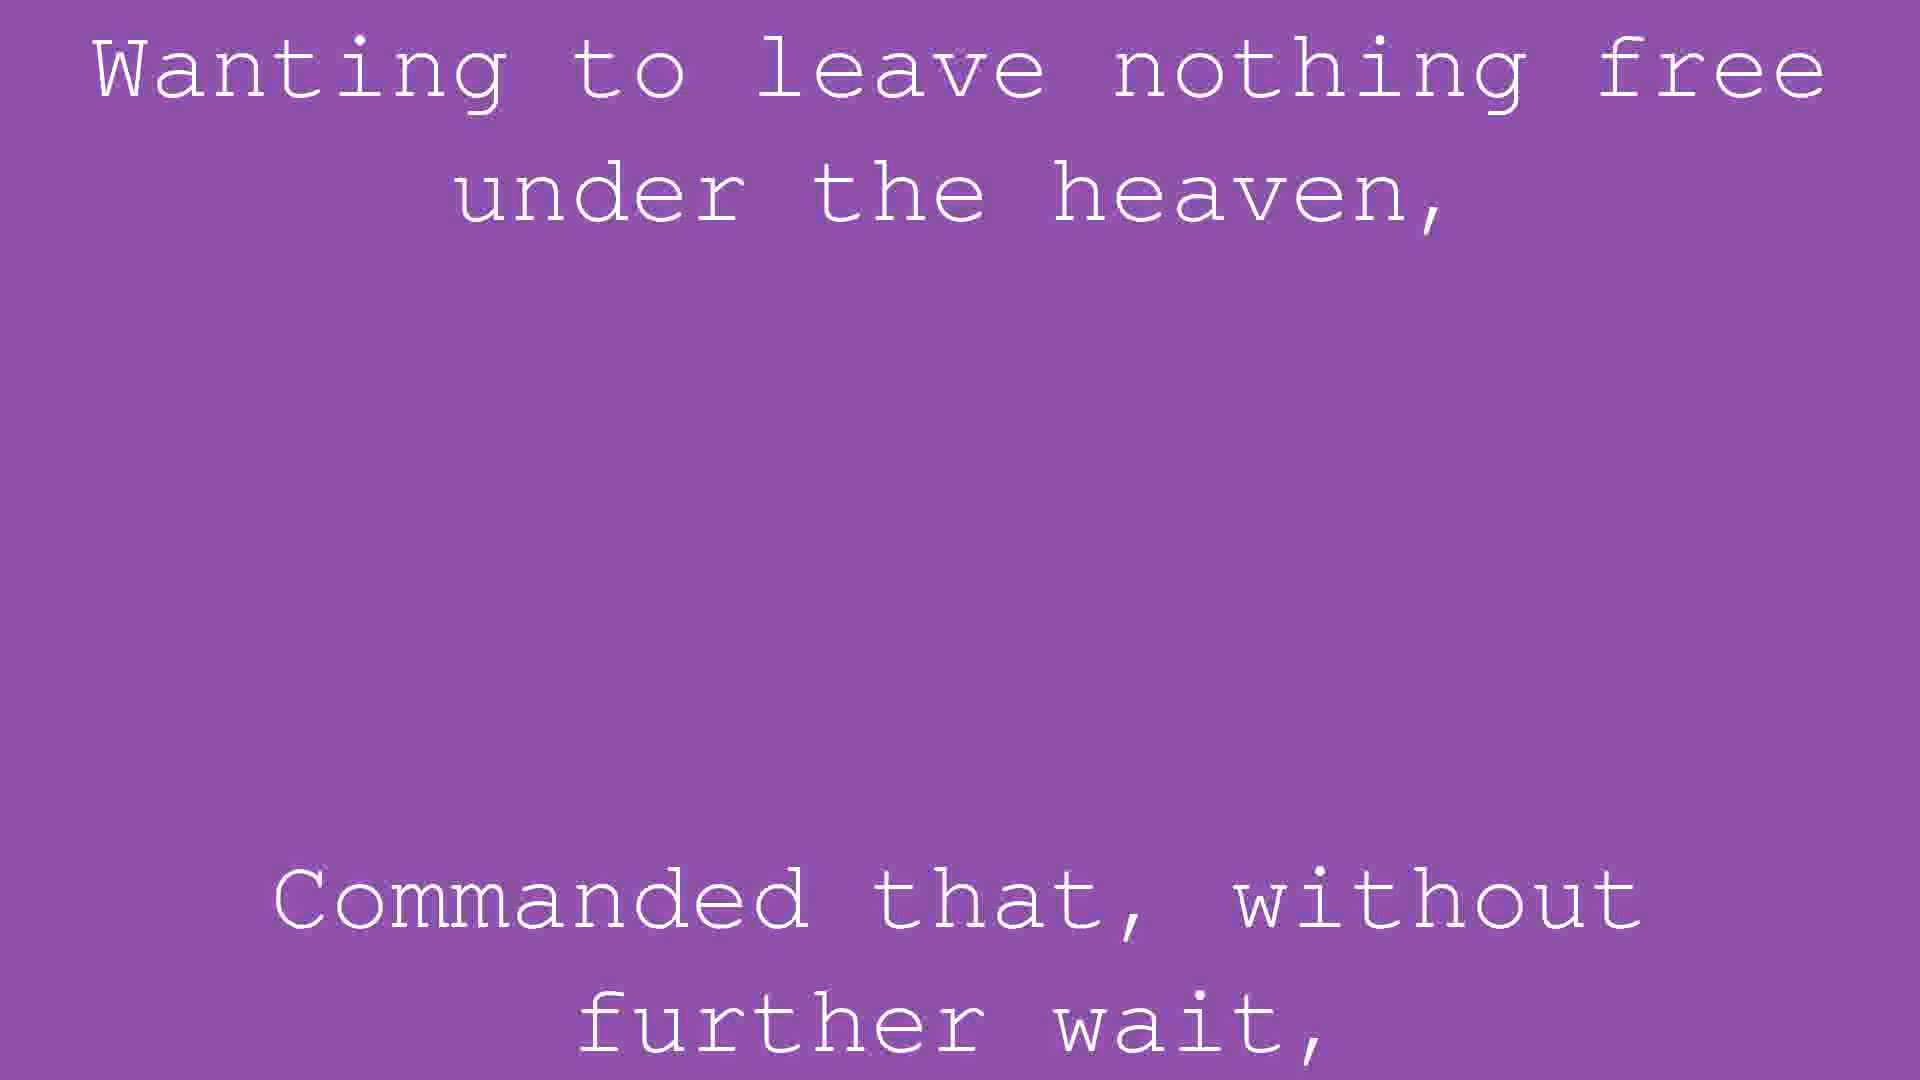 Wanting to leave nothing free
under the heaven,
Commanded that, without
further wait,